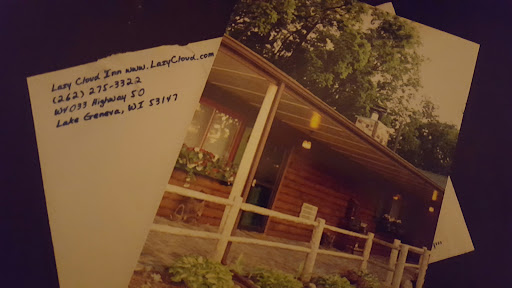 Lazy Cloud Inn www.LazyCloud.com
(262) 275-3322
W4033 Highway 50
Lake Geneva, WI 53147